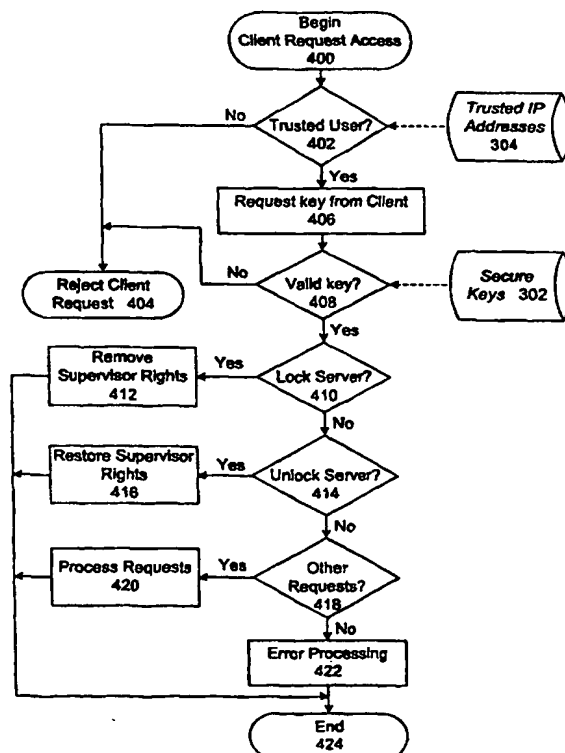 Begin
Client Request Access
400
No
Trusted User?
402
Trusted IP
Addresses
304
Yes
Request key from Client
406
Reject Client
Request 404
No
Valid key?
408
Secure
Keys 302
Yes
Remove
Supervisor Rights
412
Yes
Lock Server?
410
No
Restore Supervisor
Rights
416
Yes
Unlock Server?
414
No
Process Requests
420
Yes
Other
Requests?
418
No
Error Processing
422
End
424